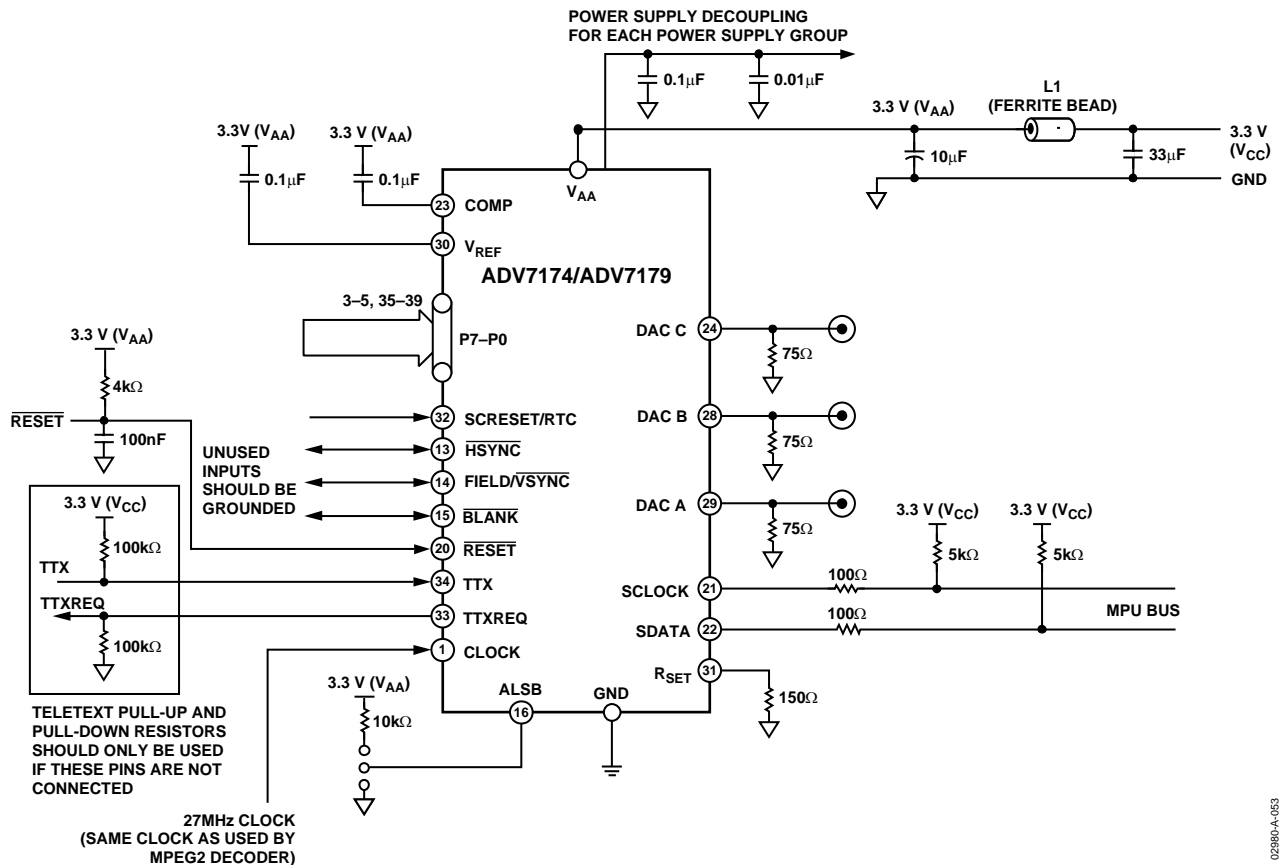 POWER SUPPLY DECOUPLING
FOR EACH POWER SUPPLY GROUP
0.1μF
0.01μF
L1
(FERRITE BEAD)
3.3 V (VAA)
3.3 V
(VCC)
10μF
33μF
GND
3.3V (VAA)
3.3 V (VAA)
0.1μF
0.1μF
VAA
23
COMP
30
VREF
ADV7174/ADV7179
3–5, 35–39
P7–P0
3.3 V (VAA)
4kΩ
RESET
100nF
UNUSED
INPUTS
SHOULD BE
GROUNDED
32
SCRESET/RTC
13
HSYNC
14
FIELD/VSYNC
15
BLANK
20
RESET
34
TTX
33
TTXREQ
1
CLOCK
3.3 V (VCC)
100kΩ
TTX
TTXREQ
100kΩ
TELETEXT PULL-UP AND
PULL-DOWN RESISTORS
SHOULD ONLY BE USED
IF THESE PINS ARE NOT
CONNECTED
27MHz CLOCK
(SAME CLOCK AS USED BY
MPEG2 DECODER)
3.3 V (VAA)
10kΩ
ALSB
16
GND
DAC C
24
75Ω
DAC B
28
75Ω
DAC A
29
75Ω
3.3 V (VCC)
3.3 V (VCC)
5kΩ
5kΩ
SCLOCK
21
100Ω
MPU BUS
SDATA
22
100Ω
RSET
31
150Ω
02980-A-053